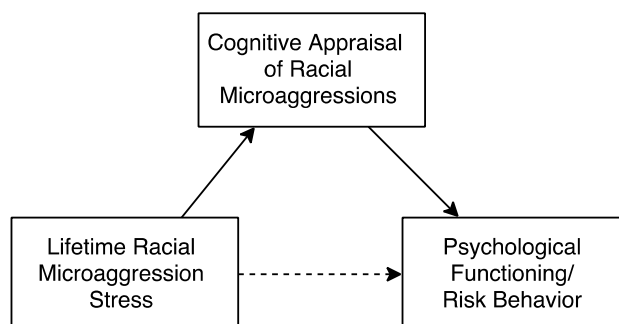 Cognitive Appraisal
of Racial
Microaggressions
Lifetime Racial
Microaggression
Stress
Psychological
Functioning/
Risk Behavior